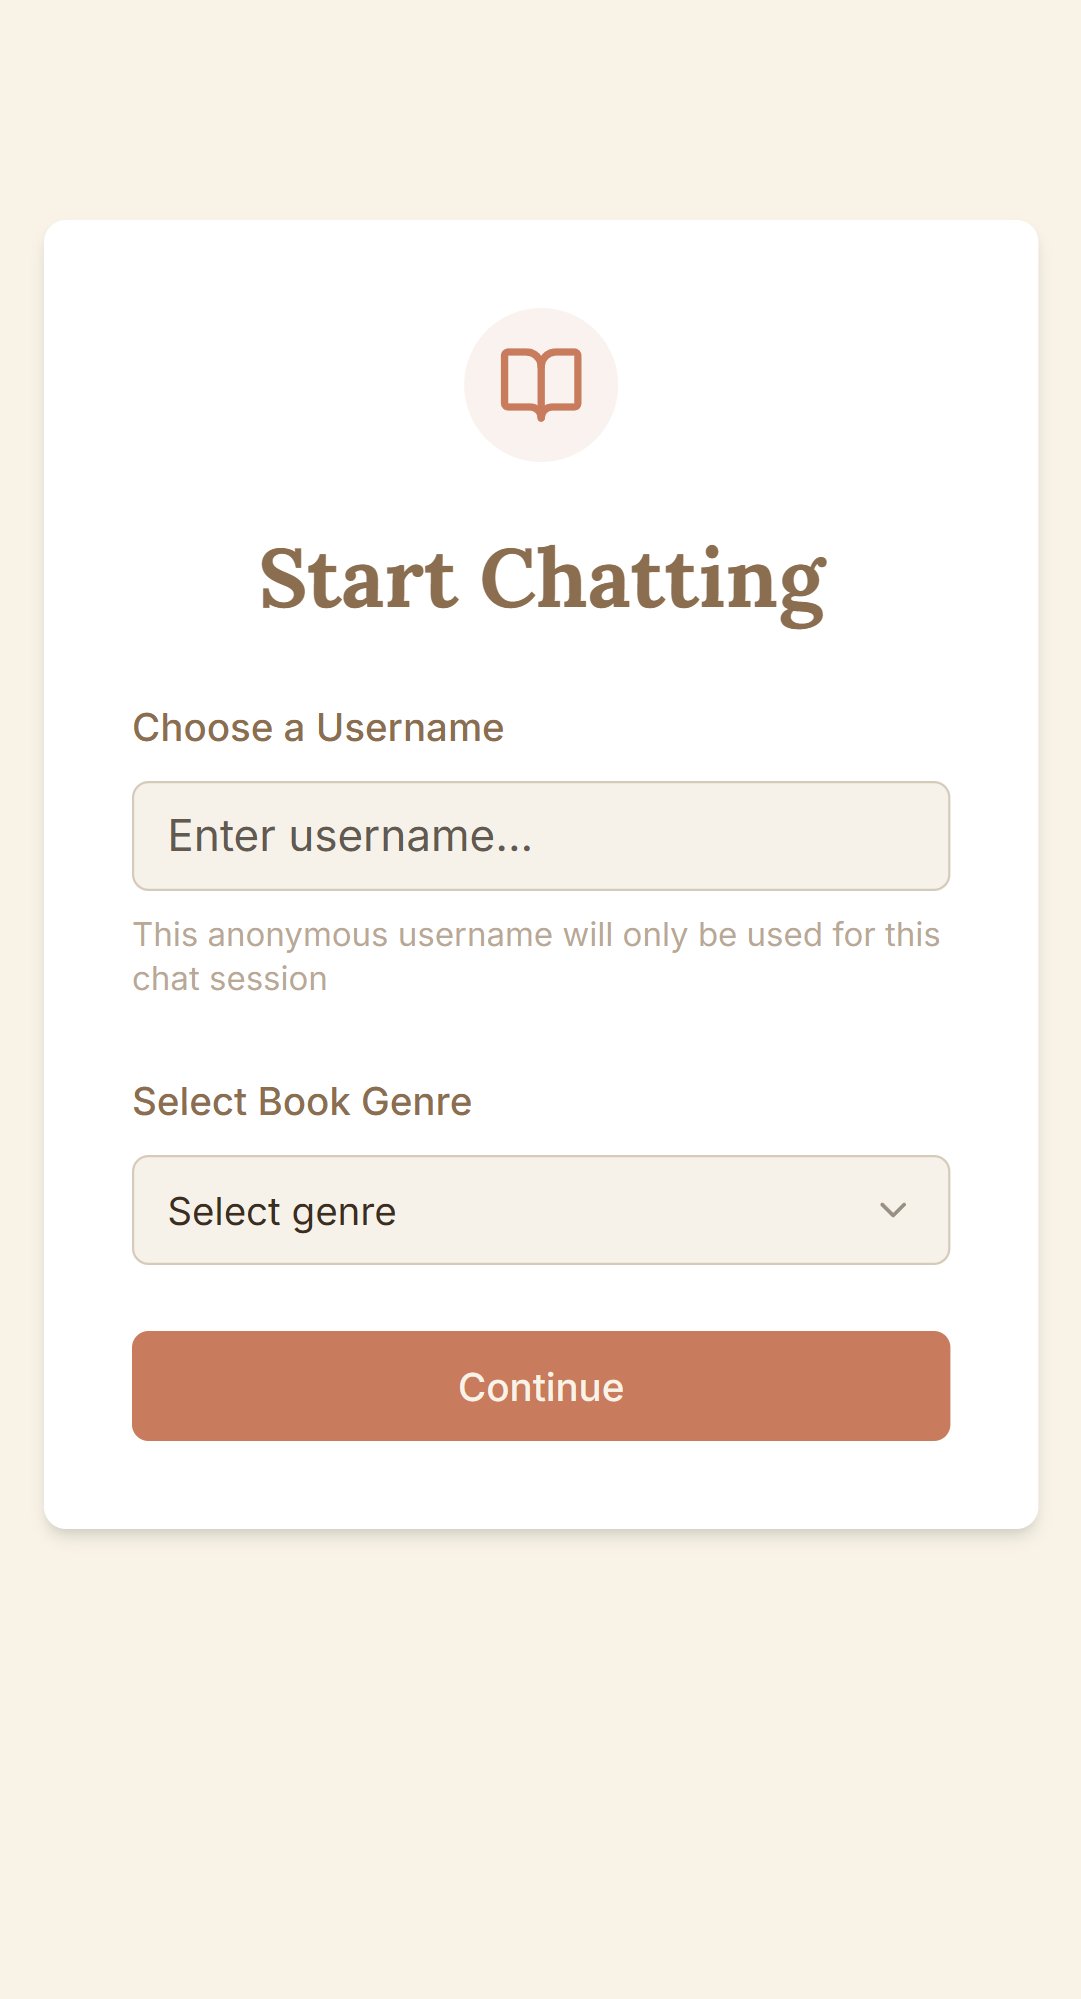 Start Chatting
Choose a Username
Enter username...
This anonymous username will only be used for this
chat session
Select Book Genre
Select genre
Continue